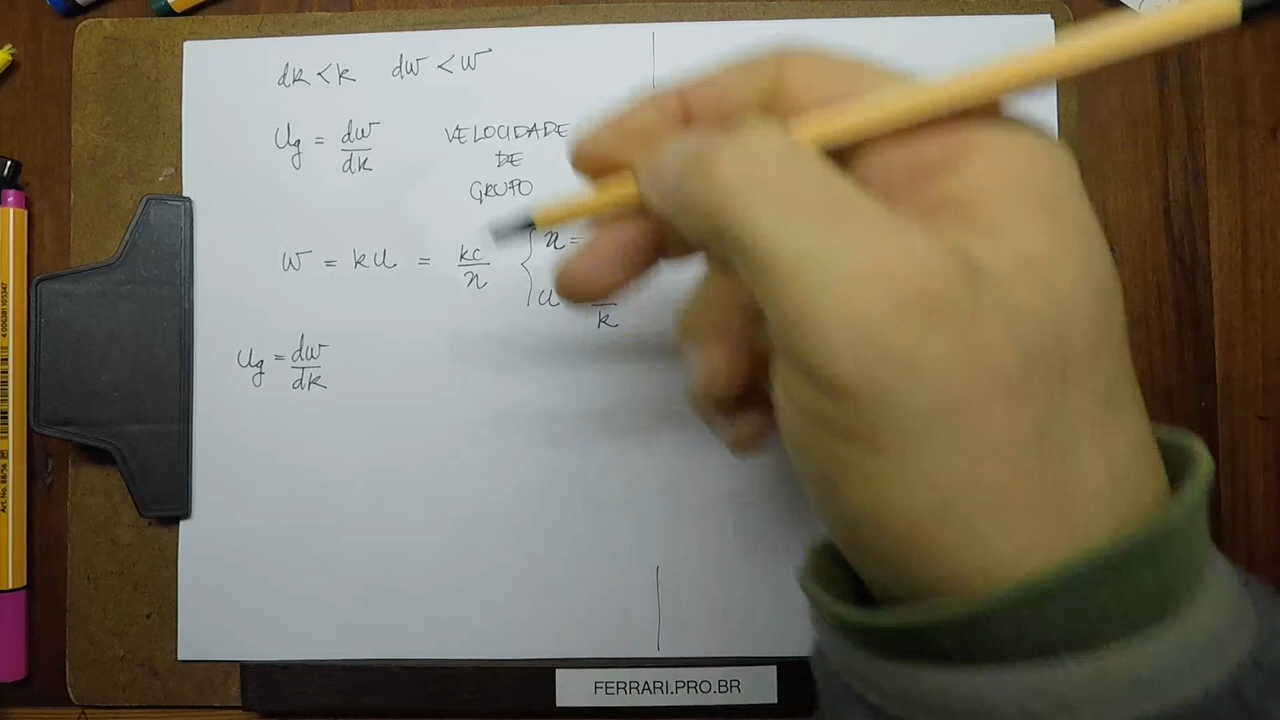 dk < k dw < w
Ug = dw/dk VELOCIDADE
DE
GRUPO
w = kU = kc/n { n =
U k
Ug = dw/dk
FERRARI.PRO.BR